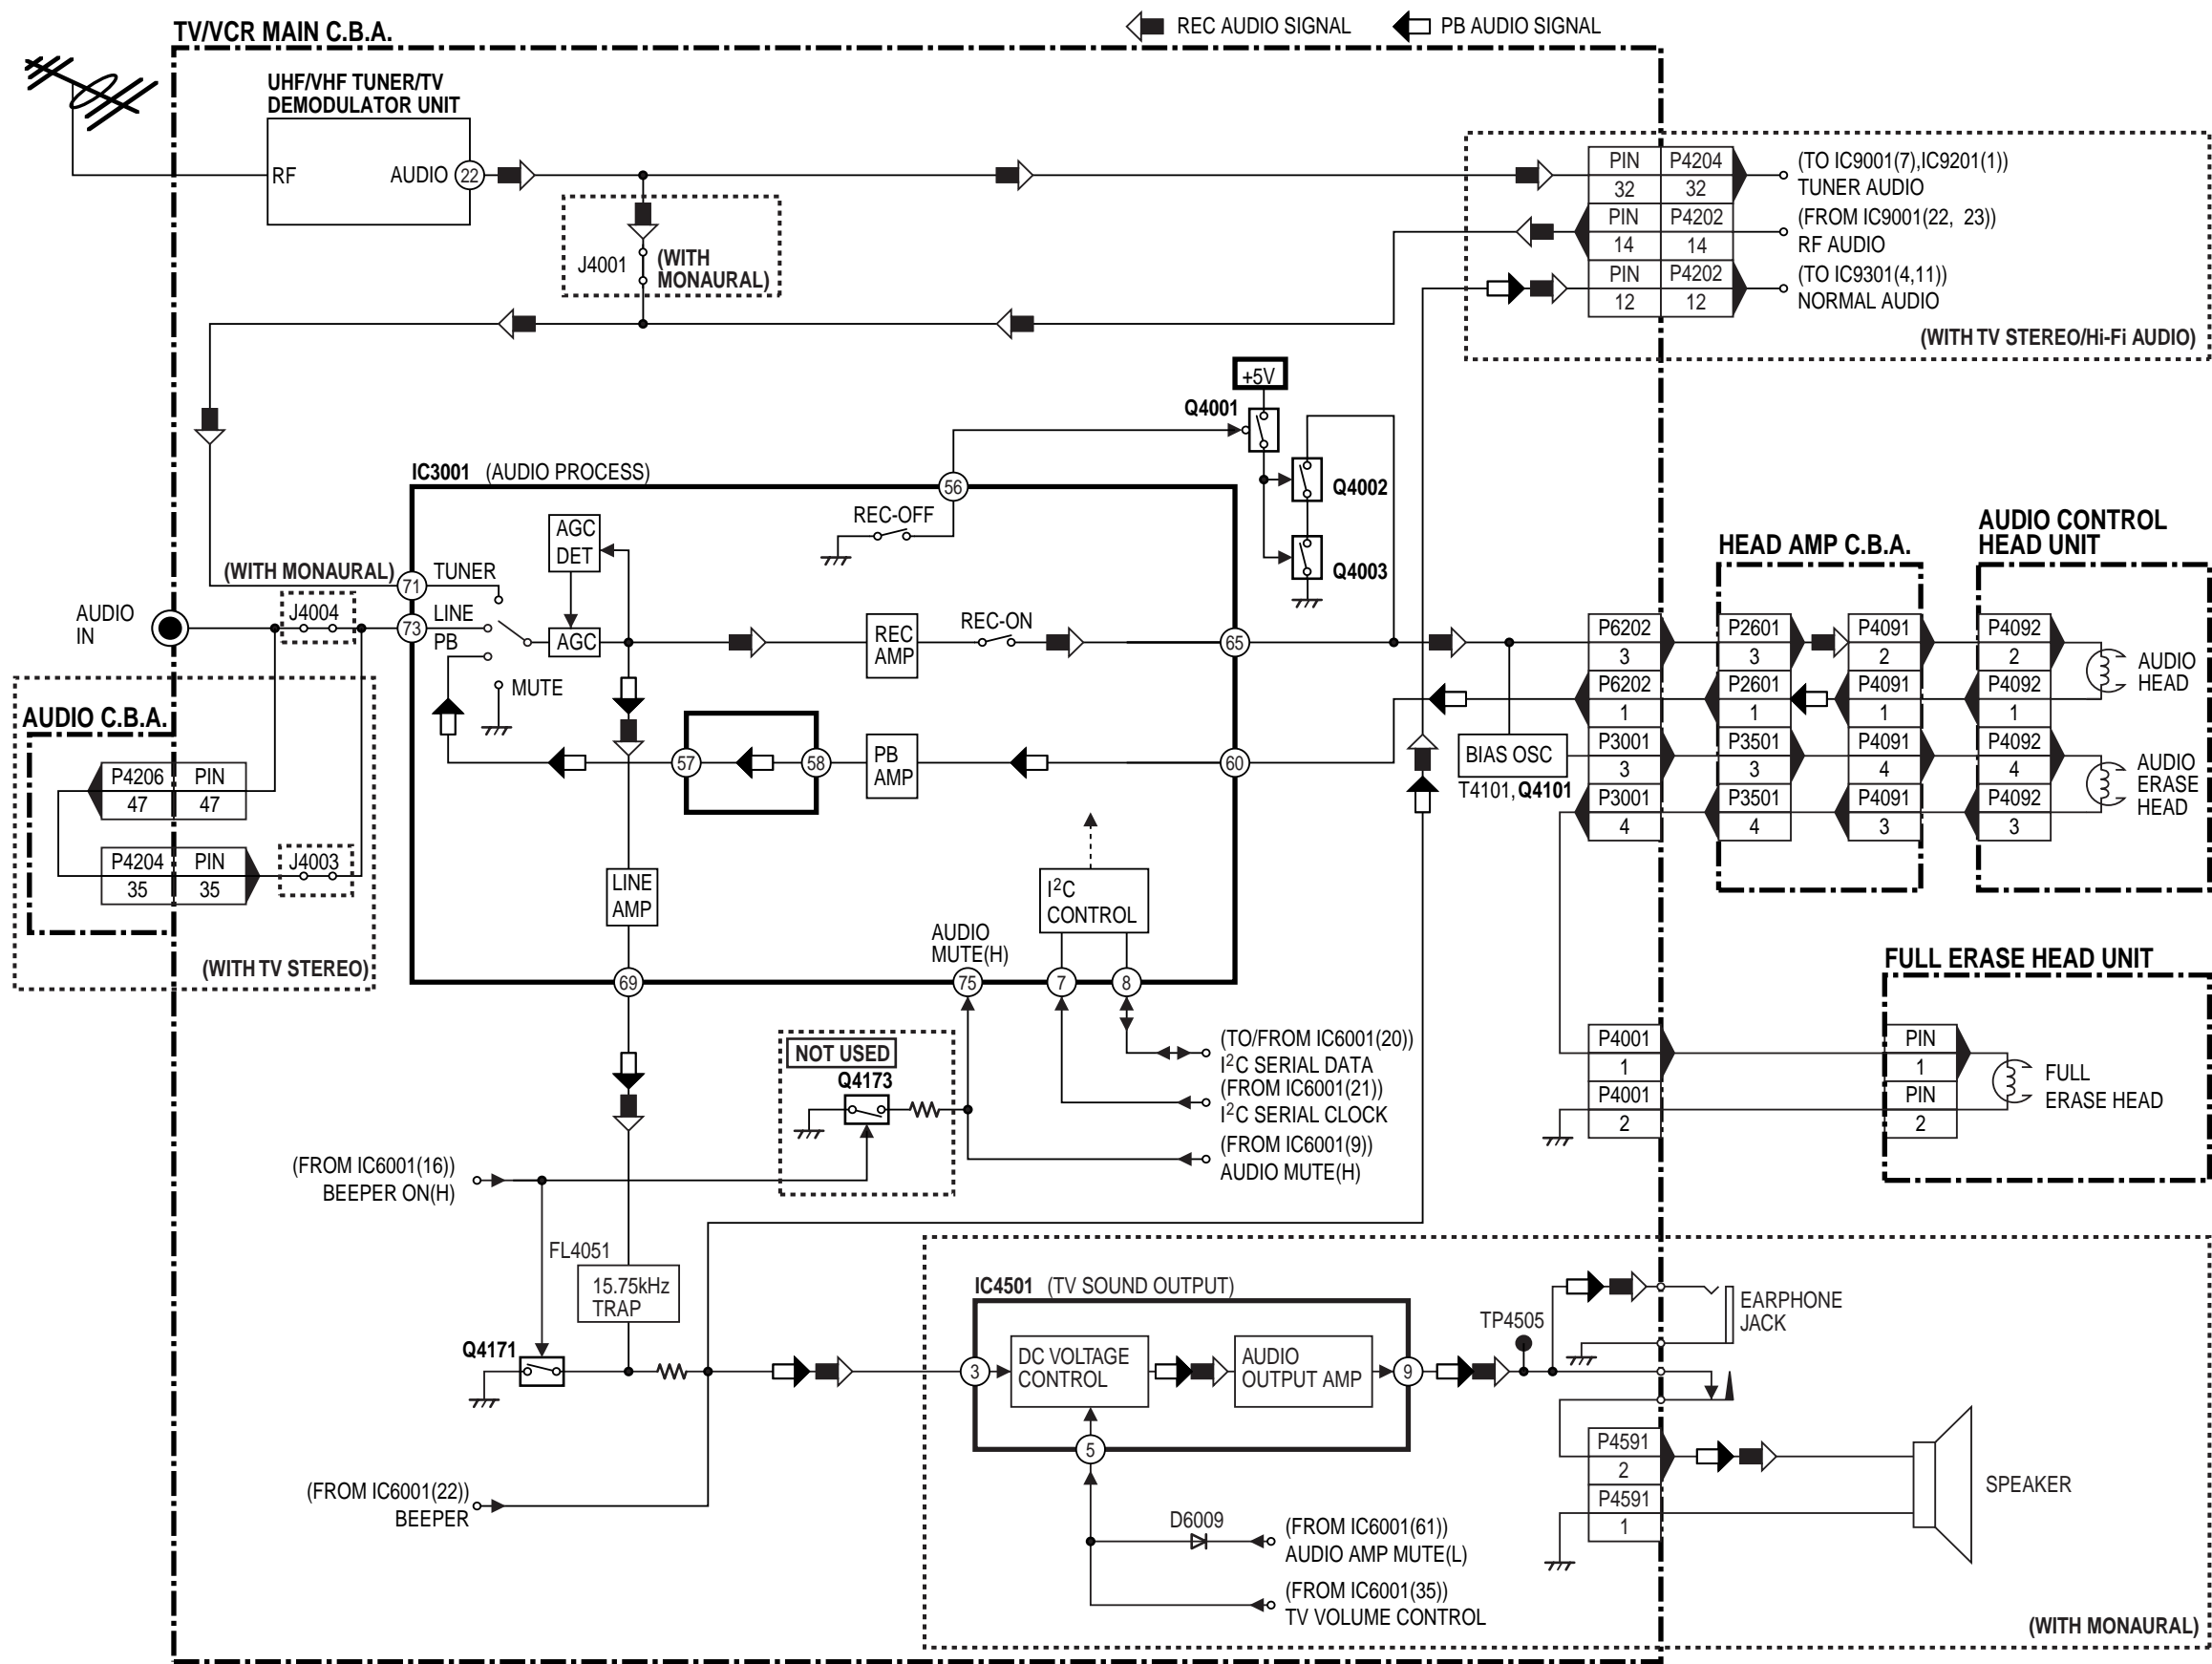 REC AUDIO SIGNAL
PB AUDIO SIGNAL
TV/VCR MAIN C.B.A.
UHF/VHF TUNER/TV
DEMODULATOR UNIT
RF
AUDIO
22
J4001
(WITH
MONAURAL)
PIN
P4204
32
32
PIN
P4202
14
14
PIN
P4202
12
12
(TO IC9001(7),IC9201(1))
TUNER AUDIO
(FROM IC9001(22, 23))
RF AUDIO
(TO IC9301(4,11))
NORMAL AUDIO
(WITH TV STEREO/Hi-Fi AUDIO)
+5V
Q4001
Q4002
Q4003
IC3001 (AUDIO PROCESS)
56
REC-OFF
AGC
DET
(WITH MONAURAL)
71
TUNER
AUDIO
IN
J4004
73
LINE
PB
MUTE
AGC
REC
AMP
REC-ON
65
57
58
PB
AMP
60
LINE
AMP
I2C
CONTROL
AUDIO
MUTE(H)
69
75
7
8
AUDIO C.B.A.
P4206
PIN
47
47
P4204
PIN
35
35
J4003
(WITH TV STEREO)
BIAS OSC
T4101, Q4101
HEAD AMP C.B.A.
AUDIO CONTROL
HEAD UNIT
P6202
3
P6202
1
P3001
3
P3001
4
P2601
3
P2601
1
P3501
3
P3501
4
P4091
2
P4091
1
P4091
4
P4091
3
P4092
2
P4092
1
P4092
4
P4092
3
AUDIO
HEAD
AUDIO
ERASE
HEAD
FULL ERASE HEAD UNIT
P4001
1
P4001
2
PIN
1
PIN
2
FULL
ERASE HEAD
(TO/FROM IC6001(20))
I2C SERIAL DATA
(FROM IC6001(21))
I2C SERIAL CLOCK
(FROM IC6001(9))
AUDIO MUTE(H)
NOT USED
Q4173
(FROM IC6001(16))
BEEPER ON(H)
FL4051
15.75kHz
TRAP
Q4171
(FROM IC6001(22))
BEEPER
IC4501 (TV SOUND OUTPUT)
3
DC VOLTAGE
CONTROL
AUDIO
OUTPUT AMP
9
5
TP4505
EARPHONE
JACK
P4591
2
P4591
1
SPEAKER
D6009
(FROM IC6001(61))
AUDIO AMP MUTE(L)
(FROM IC6001(35))
TV VOLUME CONTROL
(WITH MONAURAL)